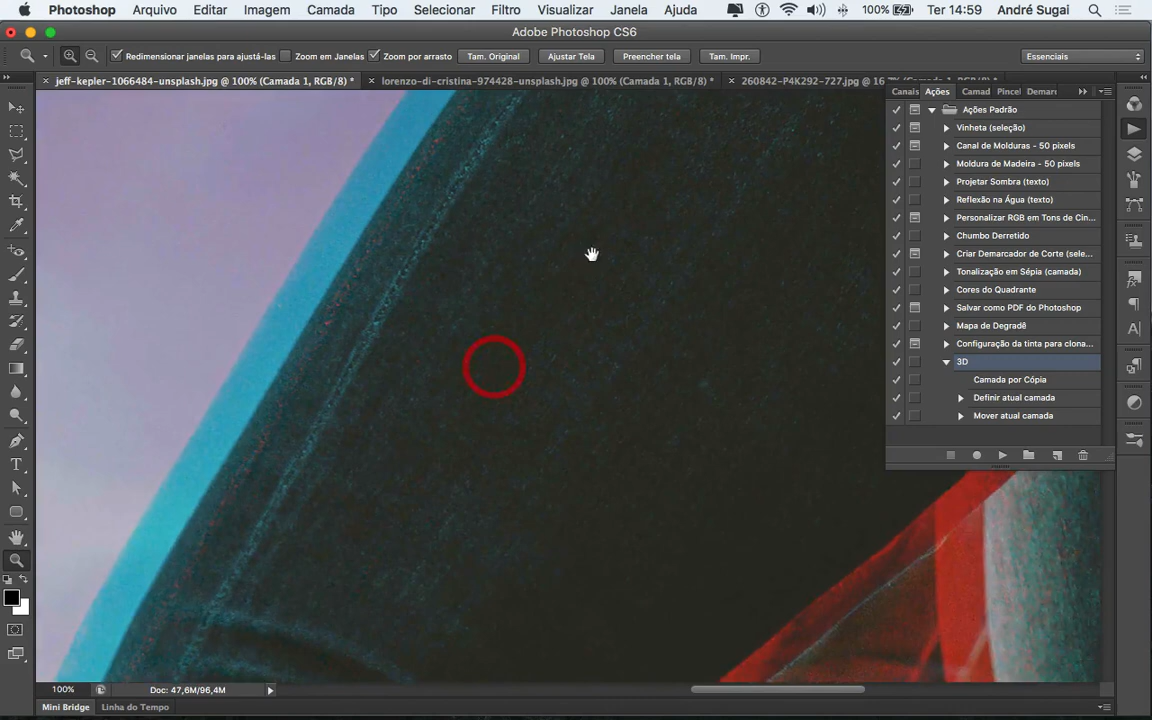 Photoshop Arquivo Editar Imagem Camada Tipo Selecionar Filtro Visualizar Janela Ajuda 100% Ter 14:59 André Sugai
Adobe Photoshop CS6
Redimensionar janelas para ajustá-las Zoom em Janelas Zoom por arrasto Tam. Original Ajustar Tela Preencher tela Tam. Impr. Essenciais
jeff-kepler-1066484-unsplash.jpg @ 100% (Camada 1, RGB/8) * lorenzo-di-cristina-974428-unsplash.jpg @ 100% (Camada 1, RGB/8) * 260842-P4K292-727.jpg @ 16
Canais Ações Camad Pincel Demar
Ações Padrão
Vinheta (seleção)
Canal de Molduras - 50 pixels
Moldura de Madeira - 50 pixels
Projetar Sombra (texto)
Reflexão na Água (texto)
Personalizar RGB em Tons de Cin...
Chumbo Derretido
Criar Demarcador de Corte (sele...
Tonalização em Sépia (camada)
Cores do Quadrante
Salvar como PDF do Photoshop
Mapa de Degradê
Configuração da tinta para clona...
3D
Camada por Cópia
Definir atual camada
Mover atual camada
100% Doc: 47,6M/96,4M
Mini Bridge Linha do Tempo